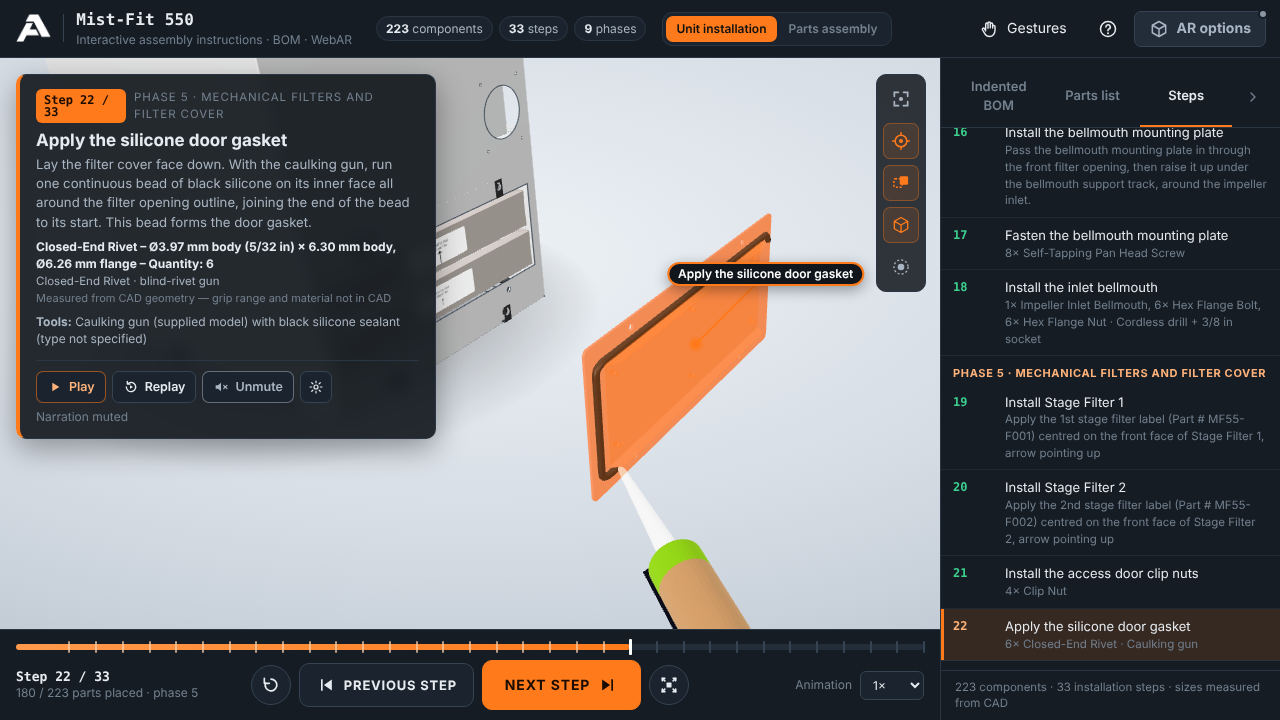 Mist-Fit 550
Interactive assembly instructions · BOM · WebAR
223 components
33 steps
9 phases
Unit installation
Parts assembly
Gestures
AR options
Step 22 / 33
PHASE 5 · MECHANICAL FILTERS AND FILTER COVER
Apply the silicone door gasket
Lay the filter cover face down. With the caulking gun, run
one continuous bead of black silicone on its inner face all
around the filter opening outline, joining the end of the bead
to its start. This bead forms the door gasket.
Closed-End Rivet – Ø3.97 mm body (5/32 in) × 6.30 mm body,
Ø6.26 mm flange – Quantity: 6
Closed-End Rivet · blind-rivet gun
Measured from CAD geometry — grip range and material not in CAD
Tools: Caulking gun (supplied model) with black silicone sealant
(type not specified)
Play
Replay
Unmute
Narration muted
Apply the silicone door gasket
Indented BOM
Parts list
Steps
16
Install the bellmouth mounting plate
Pass the bellmouth mounting plate in through
the front filter opening, then raise it up under
the bellmouth support track, around the impeller
inlet.
17
Fasten the bellmouth mounting plate
8× Self-Tapping Pan Head Screw
18
Install the inlet bellmouth
1× Impeller Inlet Bellmouth, 6× Hex Flange Bolt,
6× Hex Flange Nut · Cordless drill + 3/8 in
socket
PHASE 5 · MECHANICAL FILTERS AND FILTER COVER
19
Install Stage Filter 1
Apply the 1st stage filter label (Part # MF55-
F001) centred on the front face of Stage Filter 1,
arrow pointing up
20
Install Stage Filter 2
Apply the 2nd stage filter label (Part # MF55-
F002) centred on the front face of Stage Filter
2, arrow pointing up
21
Install the access door clip nuts
4× Clip Nut
22
Apply the silicone door gasket
6× Closed-End Rivet · Caulking gun
223 components · 33 installation steps · sizes measured
from CAD
Step 22 / 33
180 / 223 parts placed · phase 5
PREVIOUS STEP
NEXT STEP
Animation
1×